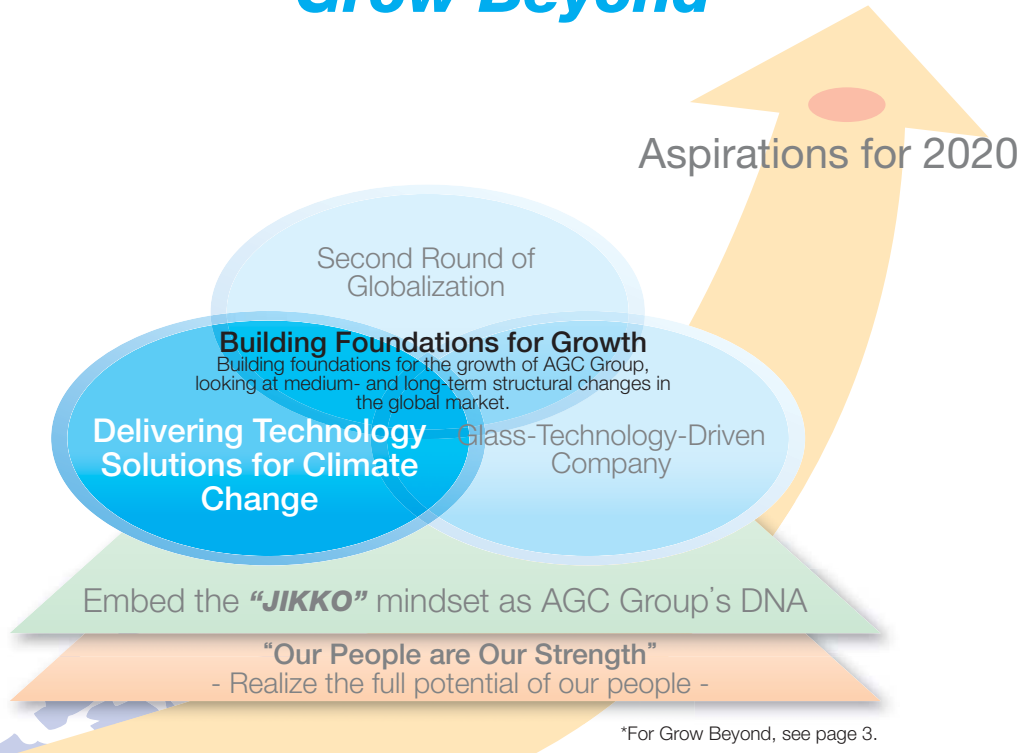 Grow Beyond
Aspirations for 2020
Second Round of
Globalization
Building Foundations for Growth
Building foundations for the growth of AGC Group,
looking at medium- and long-term structural changes in
the global market.
Delivering Technology
Solutions for Climate
Change
Glass-Technology-Driven
Company
Embed the “JIKKO” mindset as AGC Group’s DNA
“Our People are Our Strength”
- Realize the full potential of our people -
*For Grow Beyond, see page 3.